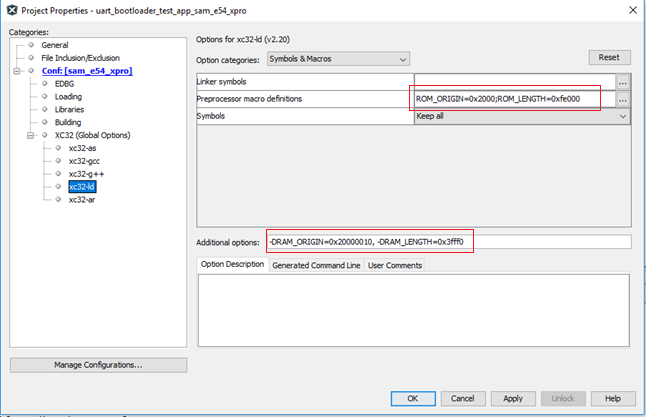 Project Properties - uart_bootloader_test_app_sam_e54_xpro
Categories:
General
File Inclusion/Exclusion
Conf: [sam_e54_xpro]
EDBG
Loading
Libraries
Building
XC32 (Global Options)
xc32-as
xc32-gcc
xc32-g++
xc32-ld
xc32-ar
Manage Configurations...
Options for xc32-ld (v2.20)
Option categories: Symbols & Macros Reset
Linker symbols ...
Preprocessor macro definitions ROM_ORIGIN=0x2000;ROM_LENGTH=0xfe000 ...
Symbols Keep all
Additional options: -DRAM_ORIGIN=0x20000010, -DRAM_LENGTH=0x3fff0
Option Description Generated Command Line User Comments
OK Cancel Apply Unlock Help